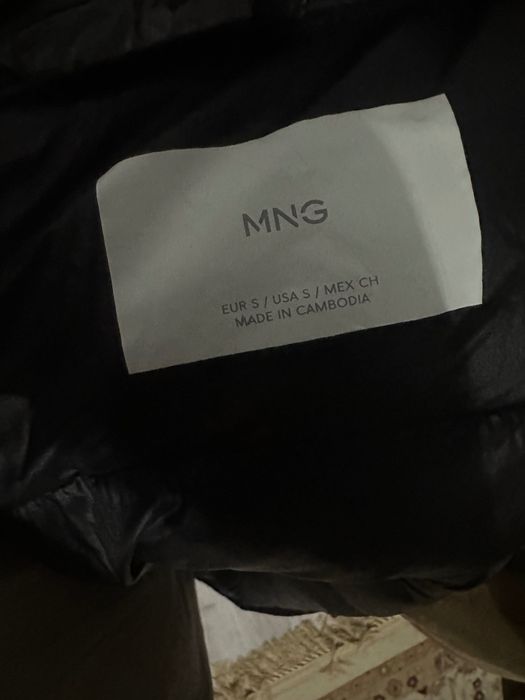 MNG
EUR S / USA S / MEX CH
MADE IN CAMBODIA